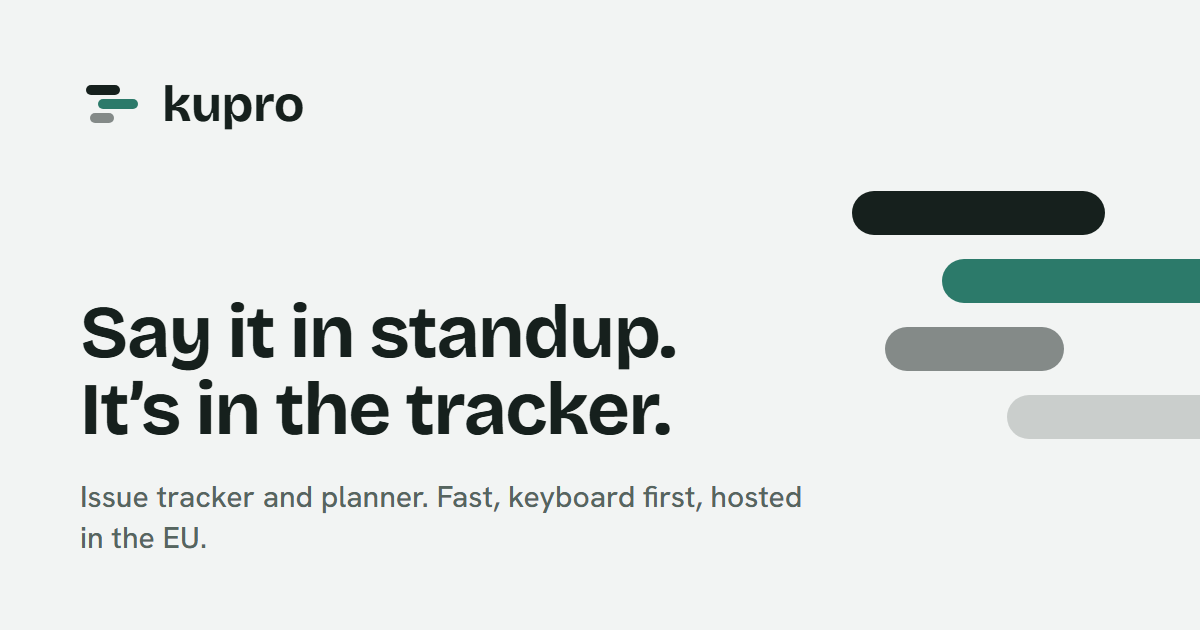 kupro
Say it in standup.
It’s in the tracker.
Issue tracker and planner. Fast, keyboard first, hosted
in the EU.